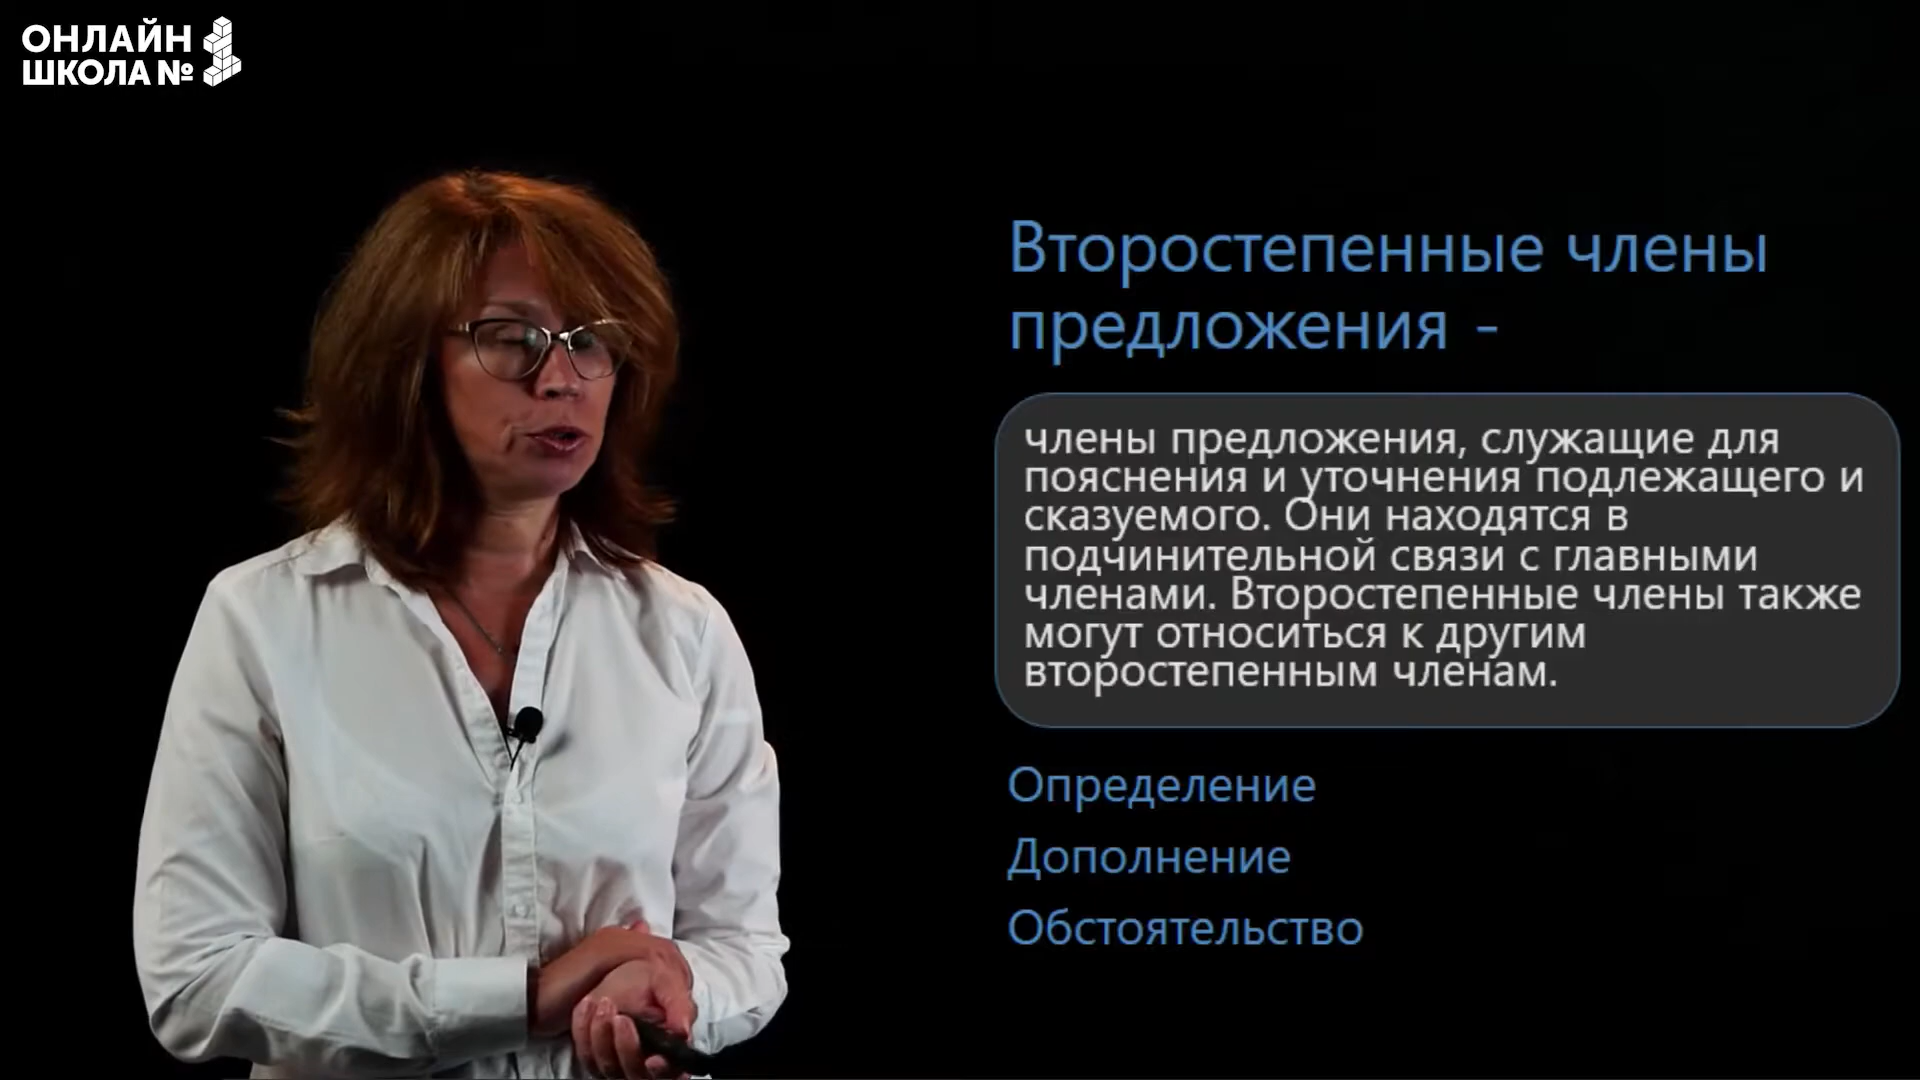 ОНЛАЙН
ШКОЛА №1
Второстепенные члены
предложения -
члены предложения, служащие для
пояснения и уточнения подлежащего и
сказуемого. Они находятся в
подчинительной связи с главными
членами. Второстепенные члены также
могут относиться к другим
второстепенным членам.
Определение
Дополнение
Обстоятельство